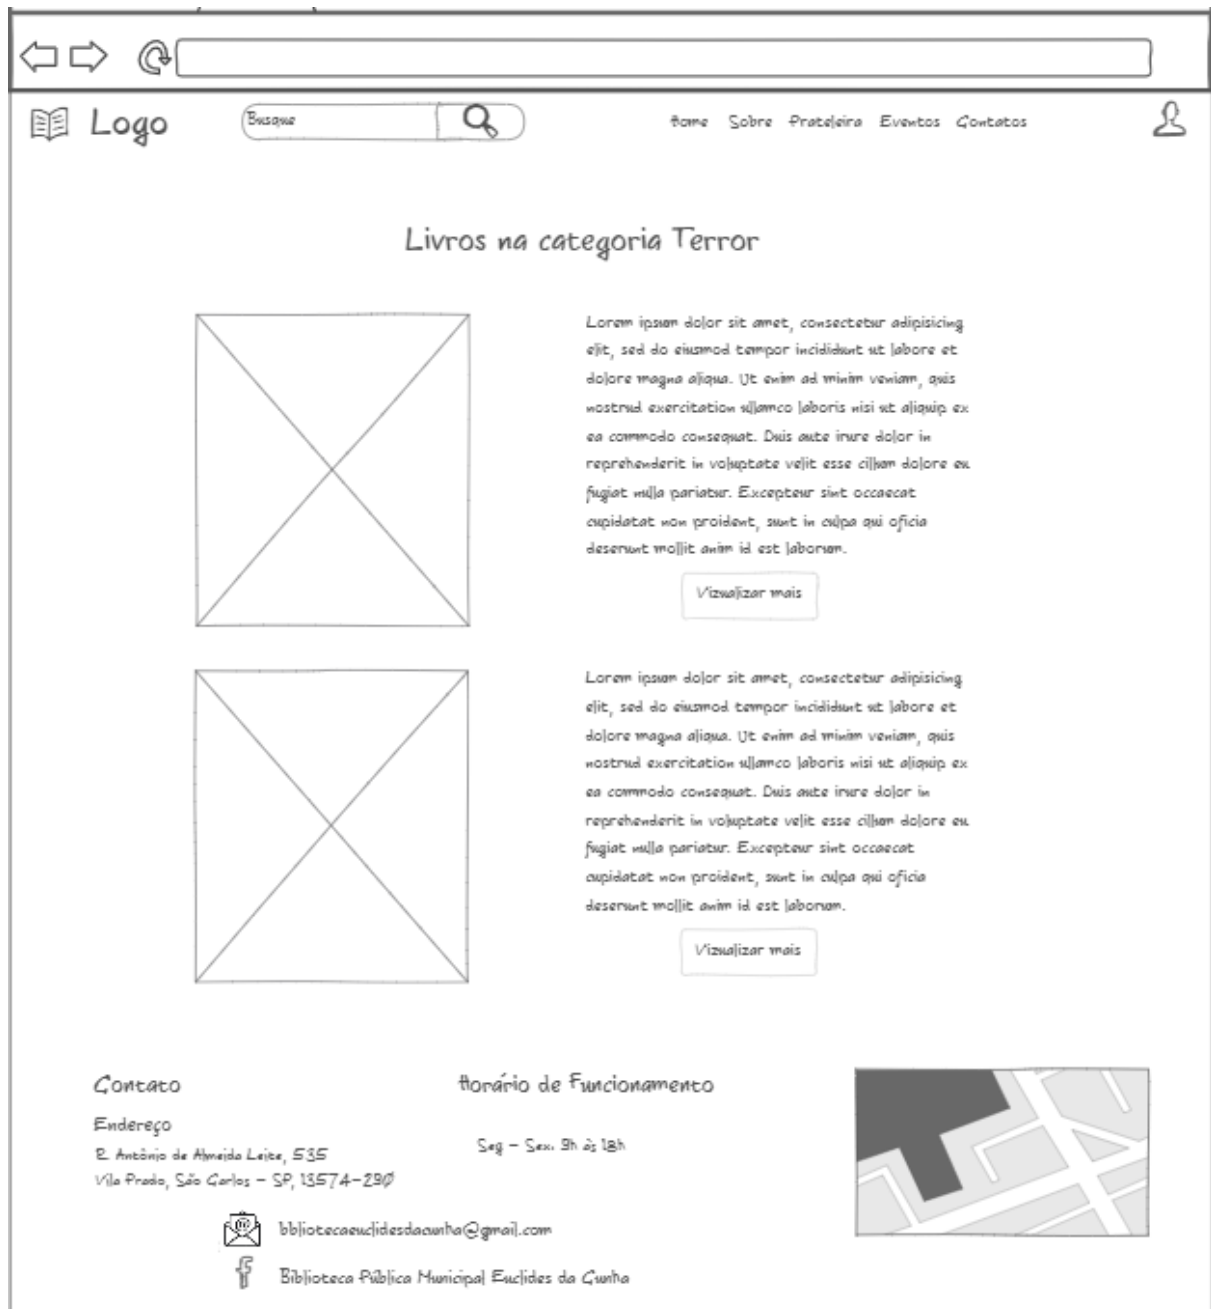 Logo
Busque
Home Sobre Prateleira Eventos Contatos
Livros na categoria Terror
Lorem ipsum dolor sit amet, consectetur adipisicing
elit, sed do eiusmod tempor incididunt ut labore et
dolore magna aliqua. Ut enim ad minim veniam, quis
nostrud exercitation ullamco laboris nisi ut aliquip ex
ea commodo consequat. Duis aute irure dolor in
reprehenderit in voluptate velit esse cillum dolore eu
fugiat nulla pariatur. Excepteur sint occaecat
cupidatat non proident, sunt in culpa qui oficia
deserunt mollit anim id est laborum.
Vizualizar mais
Lorem ipsum dolor sit amet, consectetur adipisicing
elit, sed do eiusmod tempor incididunt ut labore et
dolore magna aliqua. Ut enim ad minim veniam, quis
nostrud exercitation ullamco laboris nisi ut aliquip ex
ea commodo consequat. Duis aute irure dolor in
reprehenderit in voluptate velit esse cillum dolore eu
fugiat nulla pariatur. Excepteur sint occaecat
cupidatat non proident, sunt in culpa qui oficia
deserunt mollit anim id est laborum.
Vizualizar mais
Contato
Endereço
R. Antônio de Almeida Leite, 535
Vila Prado, São Carlos - SP, 13574-290
bbliotecaeuclidesdacunha@gmail.com
Biblioteca Pública Municipal Euclides da Cunha
Horário de Funcionamento
Seg - Sex. 9h às 18h